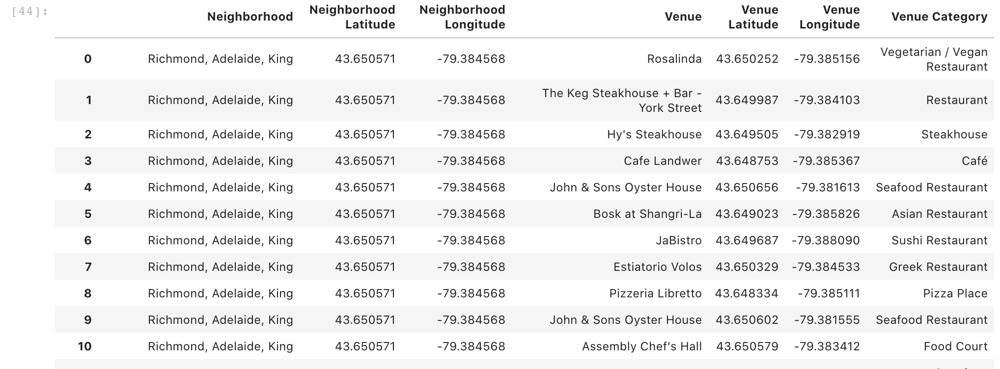 [44]:
Neighborhood Neighborhood Latitude Neighborhood Longitude Venue Venue Latitude Venue Longitude Venue Category
0 Richmond, Adelaide, King 43.650571 -79.384568 Rosalinda 43.650252 -79.385156 Vegetarian / Vegan Restaurant
1 Richmond, Adelaide, King 43.650571 -79.384568 The Keg Steakhouse + Bar - York Street 43.649987 -79.384103 Restaurant
2 Richmond, Adelaide, King 43.650571 -79.384568 Hy's Steakhouse 43.649505 -79.382919 Steakhouse
3 Richmond, Adelaide, King 43.650571 -79.384568 Cafe Landwer 43.648753 -79.385367 Café
4 Richmond, Adelaide, King 43.650571 -79.384568 John & Sons Oyster House 43.650656 -79.381613 Seafood Restaurant
5 Richmond, Adelaide, King 43.650571 -79.384568 Bosk at Shangri-La 43.649023 -79.385826 Asian Restaurant
6 Richmond, Adelaide, King 43.650571 -79.384568 JaBistro 43.649687 -79.388090 Sushi Restaurant
7 Richmond, Adelaide, King 43.650571 -79.384568 Estiatorio Volos 43.650329 -79.384533 Greek Restaurant
8 Richmond, Adelaide, King 43.650571 -79.384568 Pizzeria Libretto 43.648334 -79.385111 Pizza Place
9 Richmond, Adelaide, King 43.650571 -79.384568 John & Sons Oyster House 43.650602 -79.381555 Seafood Restaurant
10 Richmond, Adelaide, King 43.650571 -79.384568 Assembly Chef's Hall 43.650579 -79.383412 Food Court